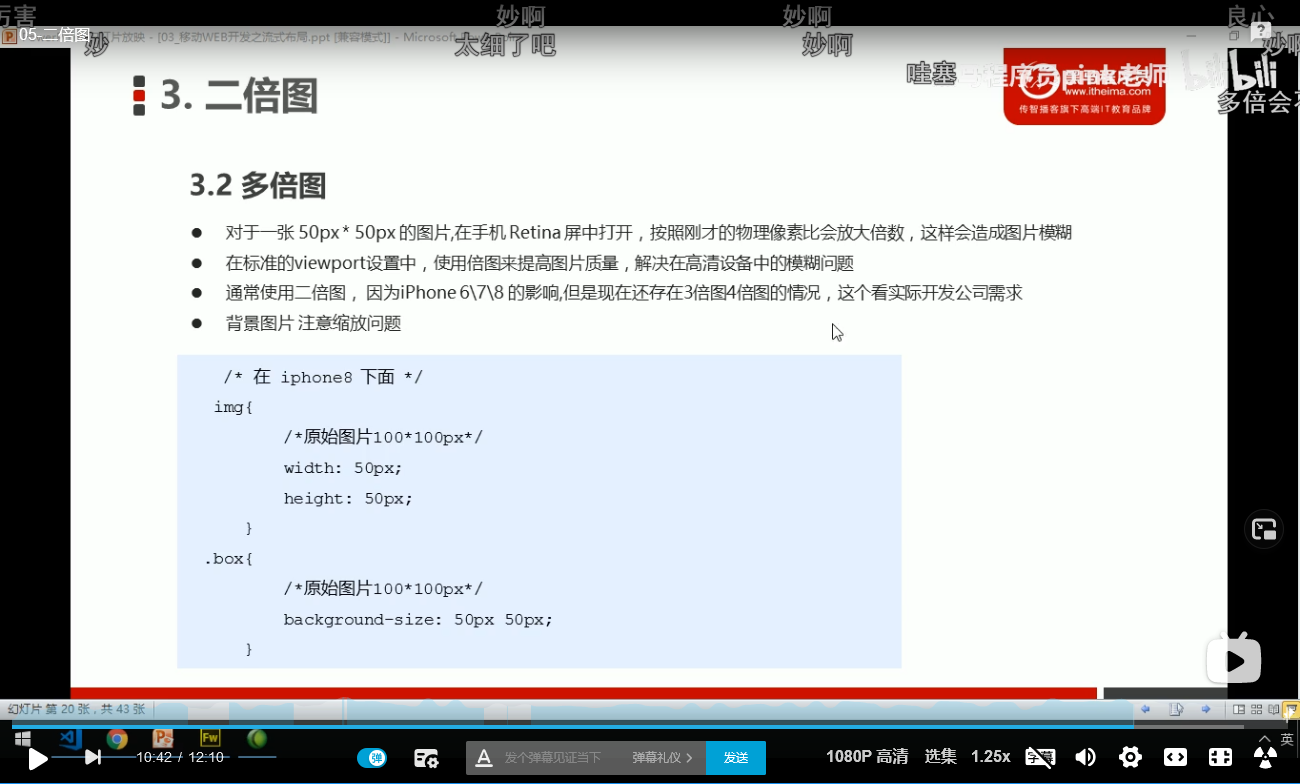 厉害
妙啊
妙啊
良心
05-二倍图
灯片放映 - [03_移动WEB开发之流式布局.ppt [兼容模式]] - Microsoft
妙
太细了吧
妙啊
妙啊
哇塞
程序员pink老师
bilibili
www.itheima.com
传智播客旗下高端IT教育品牌
多倍会不
3. 二倍图
3.2 多倍图
● 对于一张 50px * 50px 的图片,在手机 Retina 屏中打开，按照刚才的物理像素比会放大倍数，这样会造成图片模糊
● 在标准的viewport设置中，使用倍图来提高图片质量，解决在高清设备中的模糊问题
● 通常使用二倍图， 因为iPhone 6\7\8 的影响,但是现在还存在3倍图4倍图的情况，这个看实际开发公司需求
● 背景图片 注意缩放问题
/* 在 iphone8 下面 */
img{
/*原始图片100*100px*/
width: 50px;
height: 50px;
}
.box{
/*原始图片100*100px*/
background-size: 50px 50px;
}
幻灯片 第 20 张，共 43 张
10:42 / 12:10
弹
发个弹幕见证当下
弹幕礼仪 >
发送
1080P 高清
选集
1.25x
字幕
英